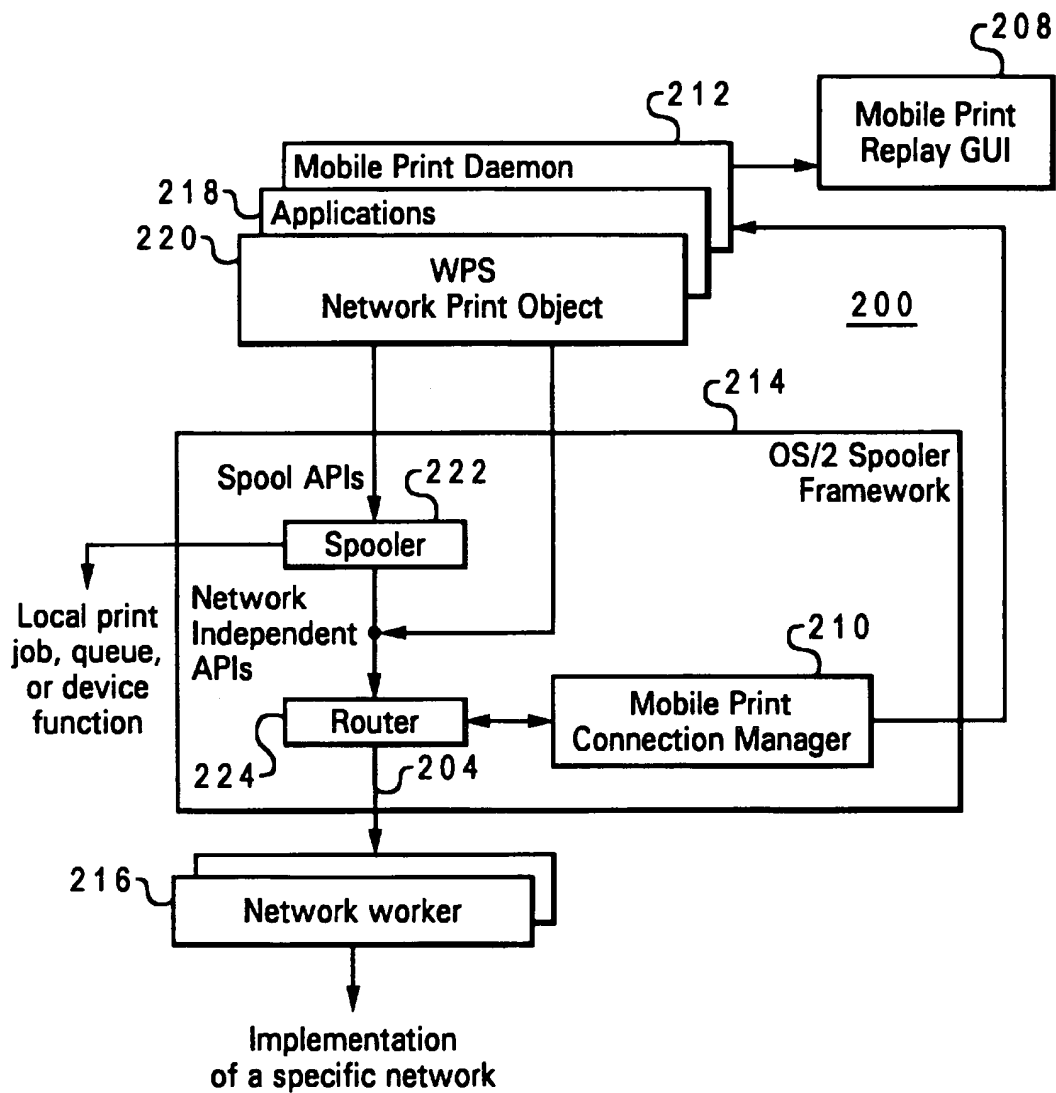 208
Mobile Print
Replay GUI
212
Mobile Print Daemon
218
Applications
220
WPS
Network Print Object
200
214
OS/2 Spooler
Framework
Spool APIs
222
Spooler
Local print
job, queue,
or device
function
Network
Independent
APIs
210
Mobile Print
Connection Manager
Router
224
204
216
Network worker
Implementation
of a specific network